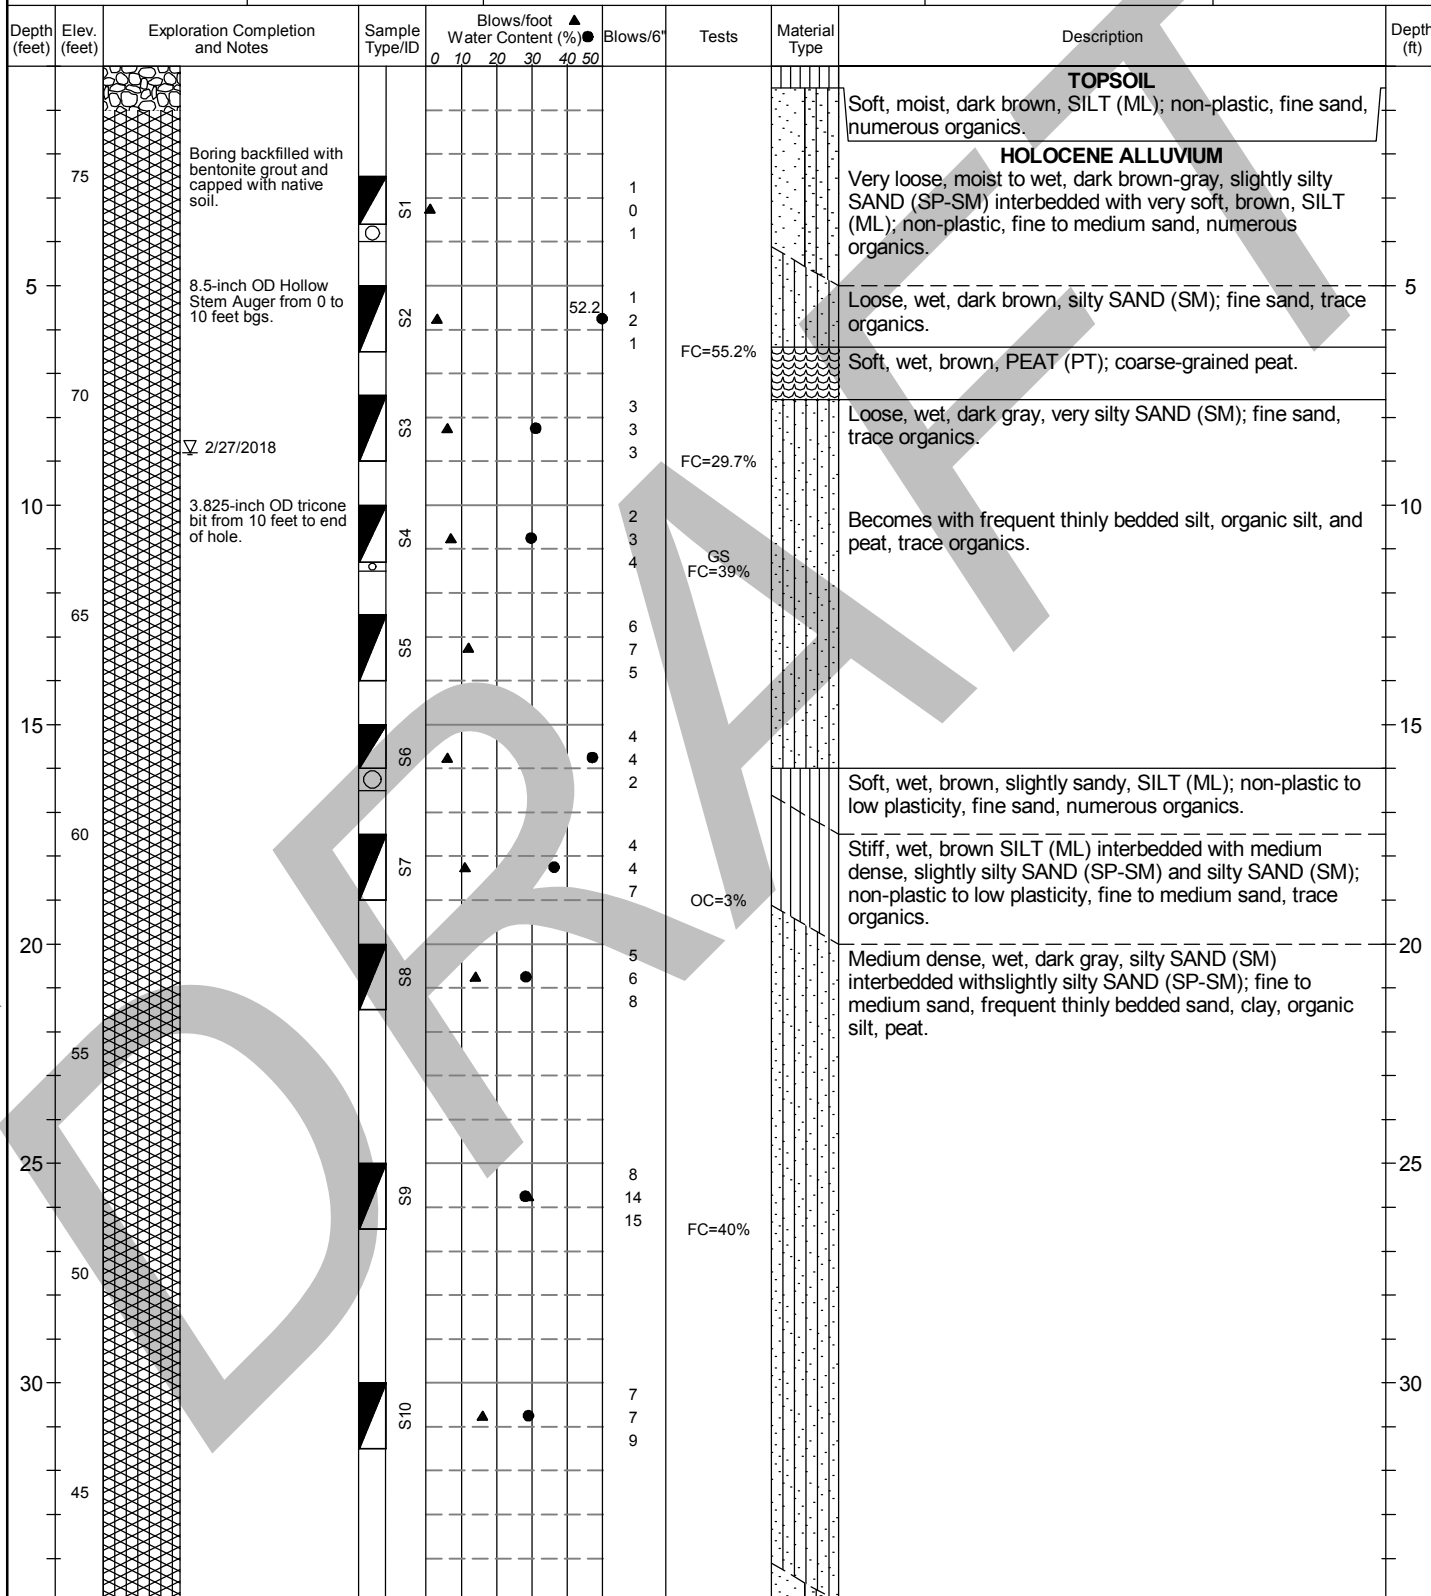 Depth Elev. Exploration Completion Sample Blows/foot ▲ Blows/6" Tests Material Description Depth
(feet) (feet) and Notes Type/ID Water Content (%)● Type (ft)
0 10 20 30 40 50
TOPSOIL
Soft, moist, dark brown, SILT (ML); non-plastic, fine sand,
numerous organics.
HOLOCENE ALLUVIUM
Very loose, moist to wet, dark brown-gray, slightly silty
SAND (SP-SM) interbedded with very soft, brown, SILT
(ML); non-plastic, fine to medium sand, numerous
organics.
Boring backfilled with
bentonite grout and
capped with native
soil.
75
S1
1
0
1
5
8.5-inch OD Hollow
Stem Auger from 0 to
10 feet bgs.
S2
52.2
1
2
1
FC=55.2%
Loose, wet, dark brown, silty SAND (SM); fine sand, trace
organics.
5
Soft, wet, brown, PEAT (PT); coarse-grained peat.
70
S3
3
3
3
FC=29.7%
Loose, wet, dark gray, very silty SAND (SM); fine sand,
trace organics.
2/27/2018
10
3.825-inch OD tricone
bit from 10 feet to end
of hole.
S4
2
3
4
GS
FC=39%
Becomes with frequent thinly bedded silt, organic silt, and
peat, trace organics.
10
65
S5
6
7
5
15
S6
4
4
2
15
Soft, wet, brown, slightly sandy, SILT (ML); non-plastic to
low plasticity, fine sand, numerous organics.
60
S7
4
4
7
OC=3%
Stiff, wet, brown SILT (ML) interbedded with medium
dense, slightly silty SAND (SP-SM) and silty SAND (SM);
non-plastic to low plasticity, fine to medium sand, trace
organics.
20
S8
5
6
8
Medium dense, wet, dark gray, silty SAND (SM)
interbedded withslightly silty SAND (SP-SM); fine to
medium sand, frequent thinly bedded sand, clay, organic
silt, peat.
20
55
25
S9
8
14
15
FC=40%
25
50
30
S10
7
7
9
30
45
DRAFT